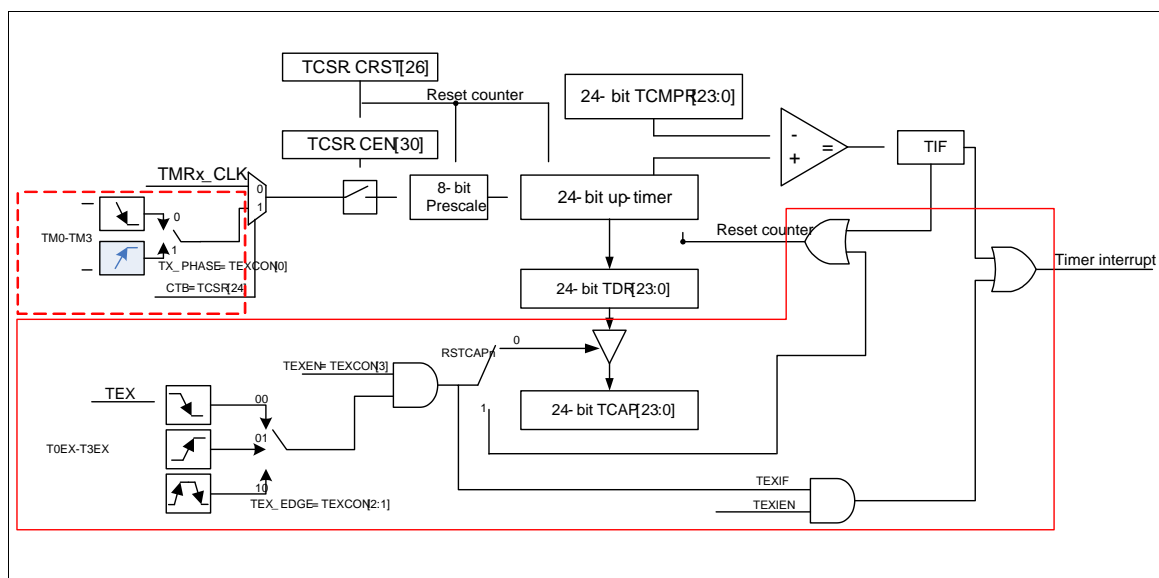 TCSR. CRST[26]
Reset counter
24- bit TCMPR[23:0]
TCSR. CEN[30]
-
+
=
TIF
TMRx_CLK
0
1
8- bit
Prescale
24- bit up- timer
TM0-TM3
0
1
TX_PHASE= TEXCON[0]
CTB= TCSR[24]
Reset counter
Timer interrupt
24- bit TDR[23:0]
RSTCAPn
0
1
TEXEN= TEXCON[3]
24- bit TCAP[23:0]
TEX
00
01
10
T0EX-T3EX
TEX_EDGE= TEXCON[2:1]
TEXIF
TEXIEN